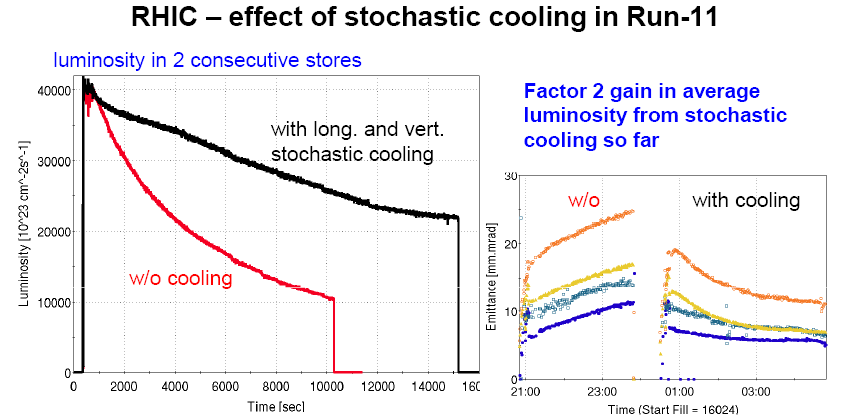 RHIC – effect of stochastic cooling in Run-11
luminosity in 2 consecutive stores
Luminosity [10^23 cm^-2s^-1]
40000
30000
20000
10000
0
with long. and vert.
stochastic cooling
w/o cooling
0
2000
4000
6000
8000
10000
12000
14000
16(
Time [sec]
Factor 2 gain in average
luminosity from stochastic
cooling so far
Emittance [mm.mrad]
30
20
10
0
w/o
with cooling
21:00
23:00
01:00
03:00
Time (Start Fill = 16024)